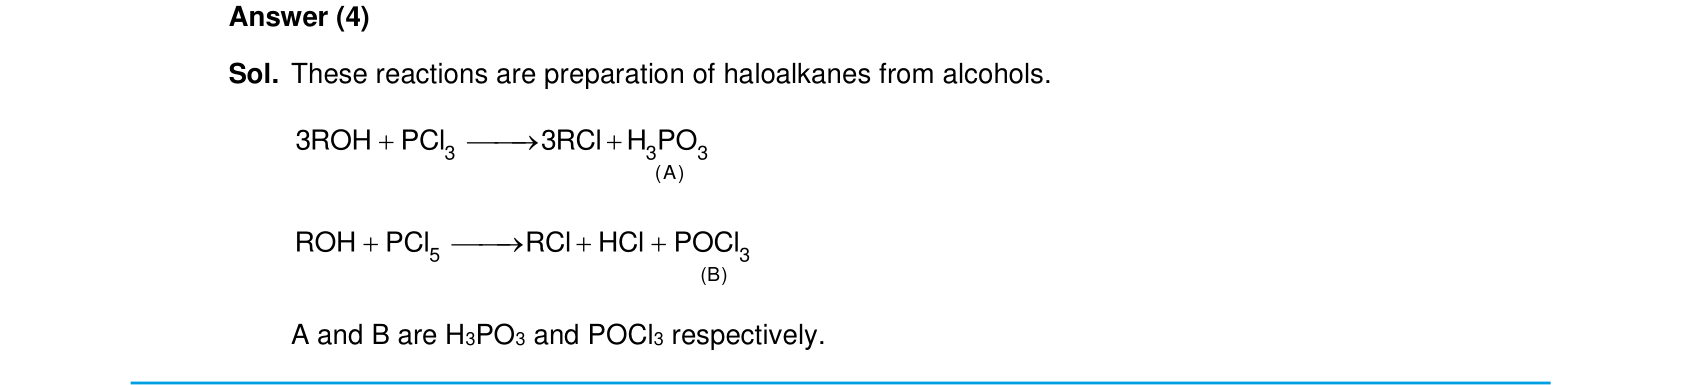 Answer (4)
Sol. These reactions are preparation of haloalkanes from alcohols.
3ROH + PCl₃ ⟶ 3RCl + H₃PO₃
(A)
ROH + PCl₅ ⟶ RCl + HCl + POCl₃
(B)
A and B are H₃PO₃ and POCl₃ respectively.